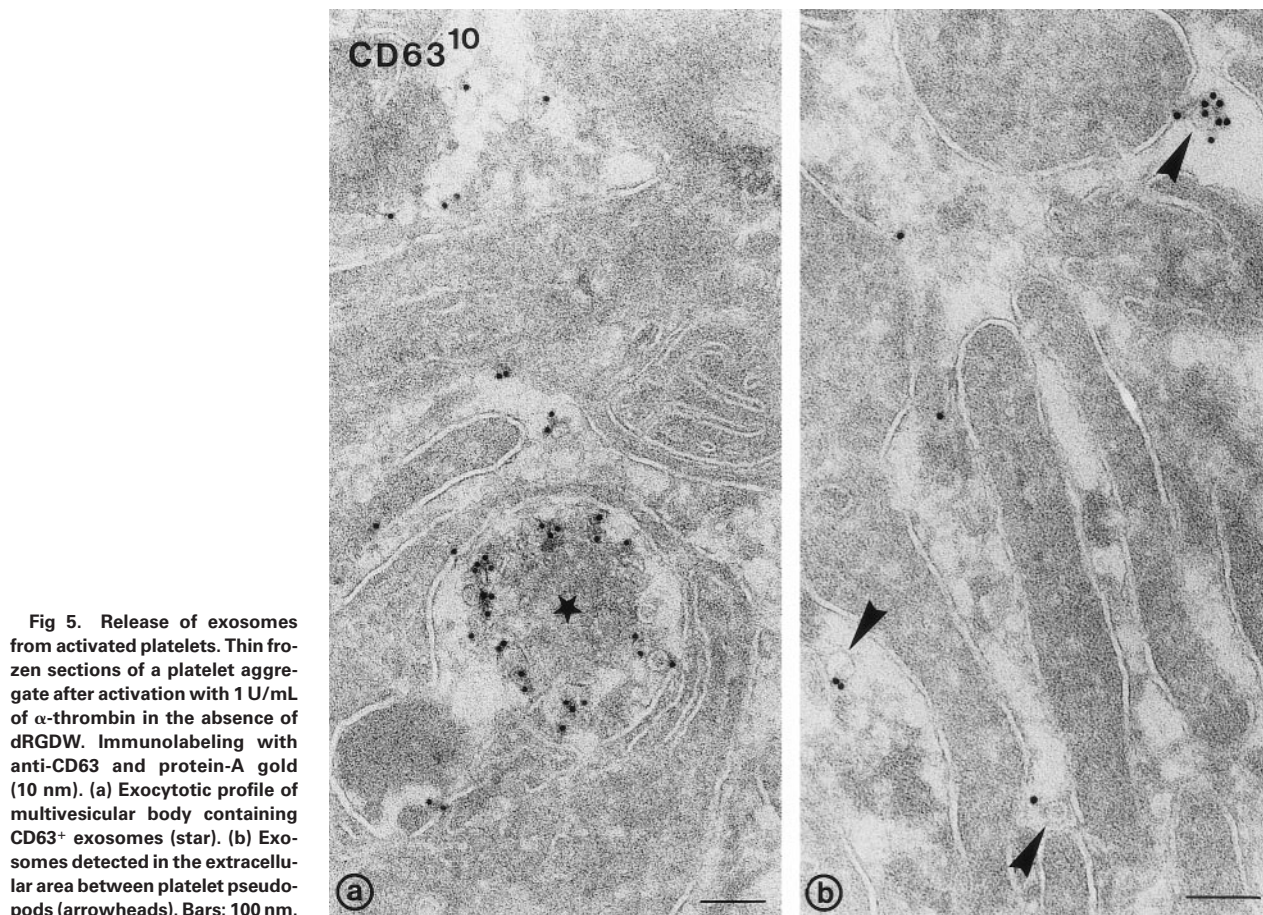 CD63¹⁰
Fig 5. Release of exosomes
from activated platelets. Thin fro-
zen sections of a platelet aggre-
gate after activation with 1 U/mL
of α-thrombin in the absence of
dRGDW. Immunolabeling with
anti-CD63 and protein-A gold
(10 nm). (a) Exocytotic profile of
multivesicular body containing
CD63⁺ exosomes (star). (b) Exo-
somes detected in the extracellu-
lar area between platelet pseudo-
pods (arrowheads). Bars: 100 nm.
a
b